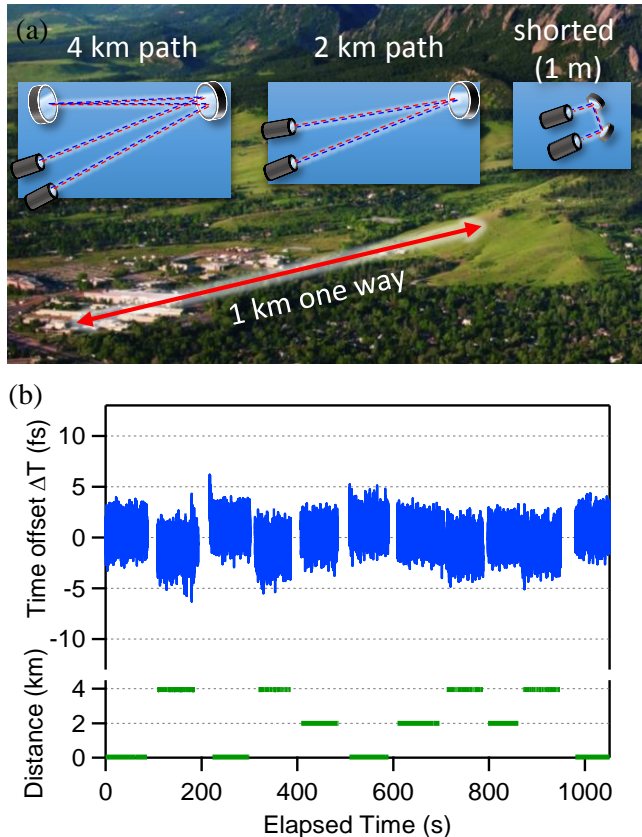 (a)
4 km path
2 km path
shorted
(1 m)
1 km one way
(b)
Time offset ΔT (fs)
10
5
0
-5
-10
Distance (km)
4
2
0
0
200
400
600
800
1000
Elapsed Time (s)